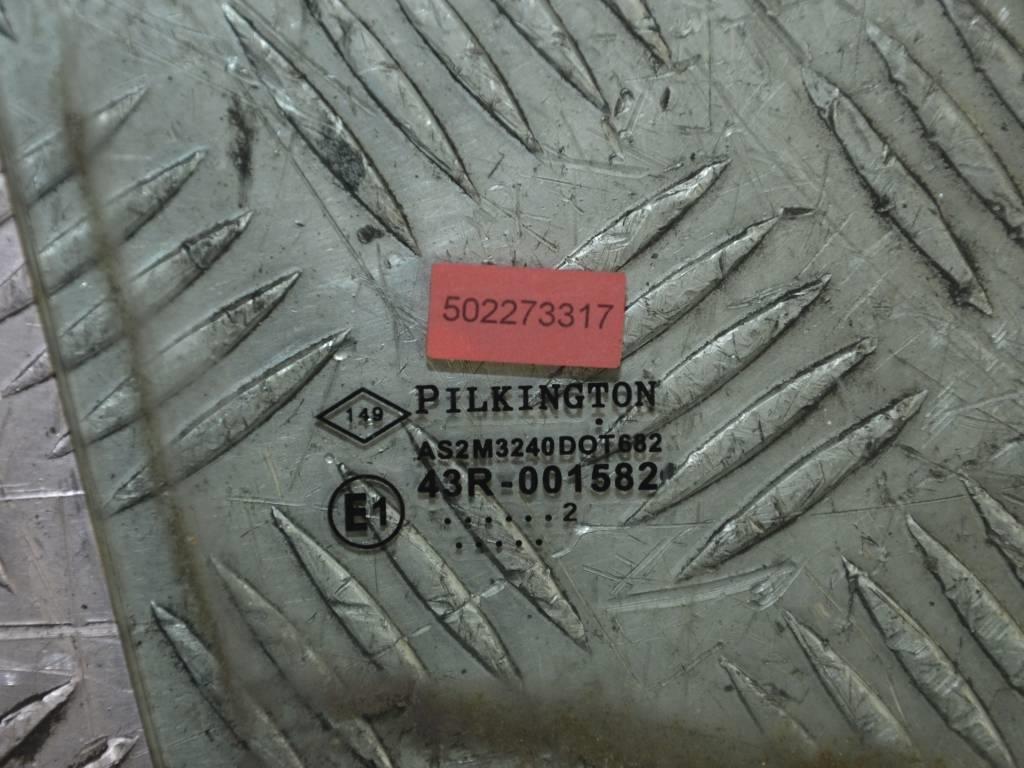 502273317
149
PILKINGTON
AS2M3240DOT682
43R-001582
E1
......2
.....